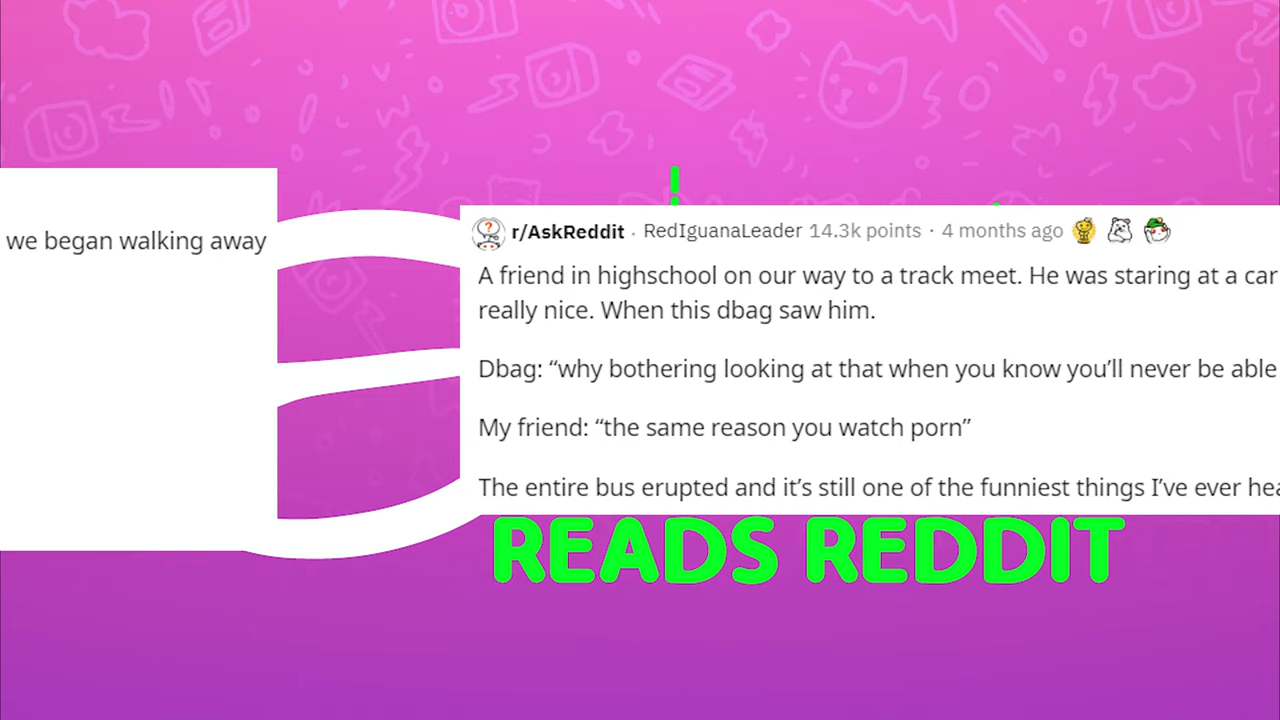 we began walking away
r/AskReddit · RedIguanaLeader 14.3k points · 4 months ago
A friend in highschool on our way to a track meet. He was staring at a car
really nice. When this dbag saw him.
Dbag: “why bothering looking at that when you know you’ll never be able
My friend: “the same reason you watch porn”
The entire bus erupted and it’s still one of the funniest things I’ve ever
READS REDDIT